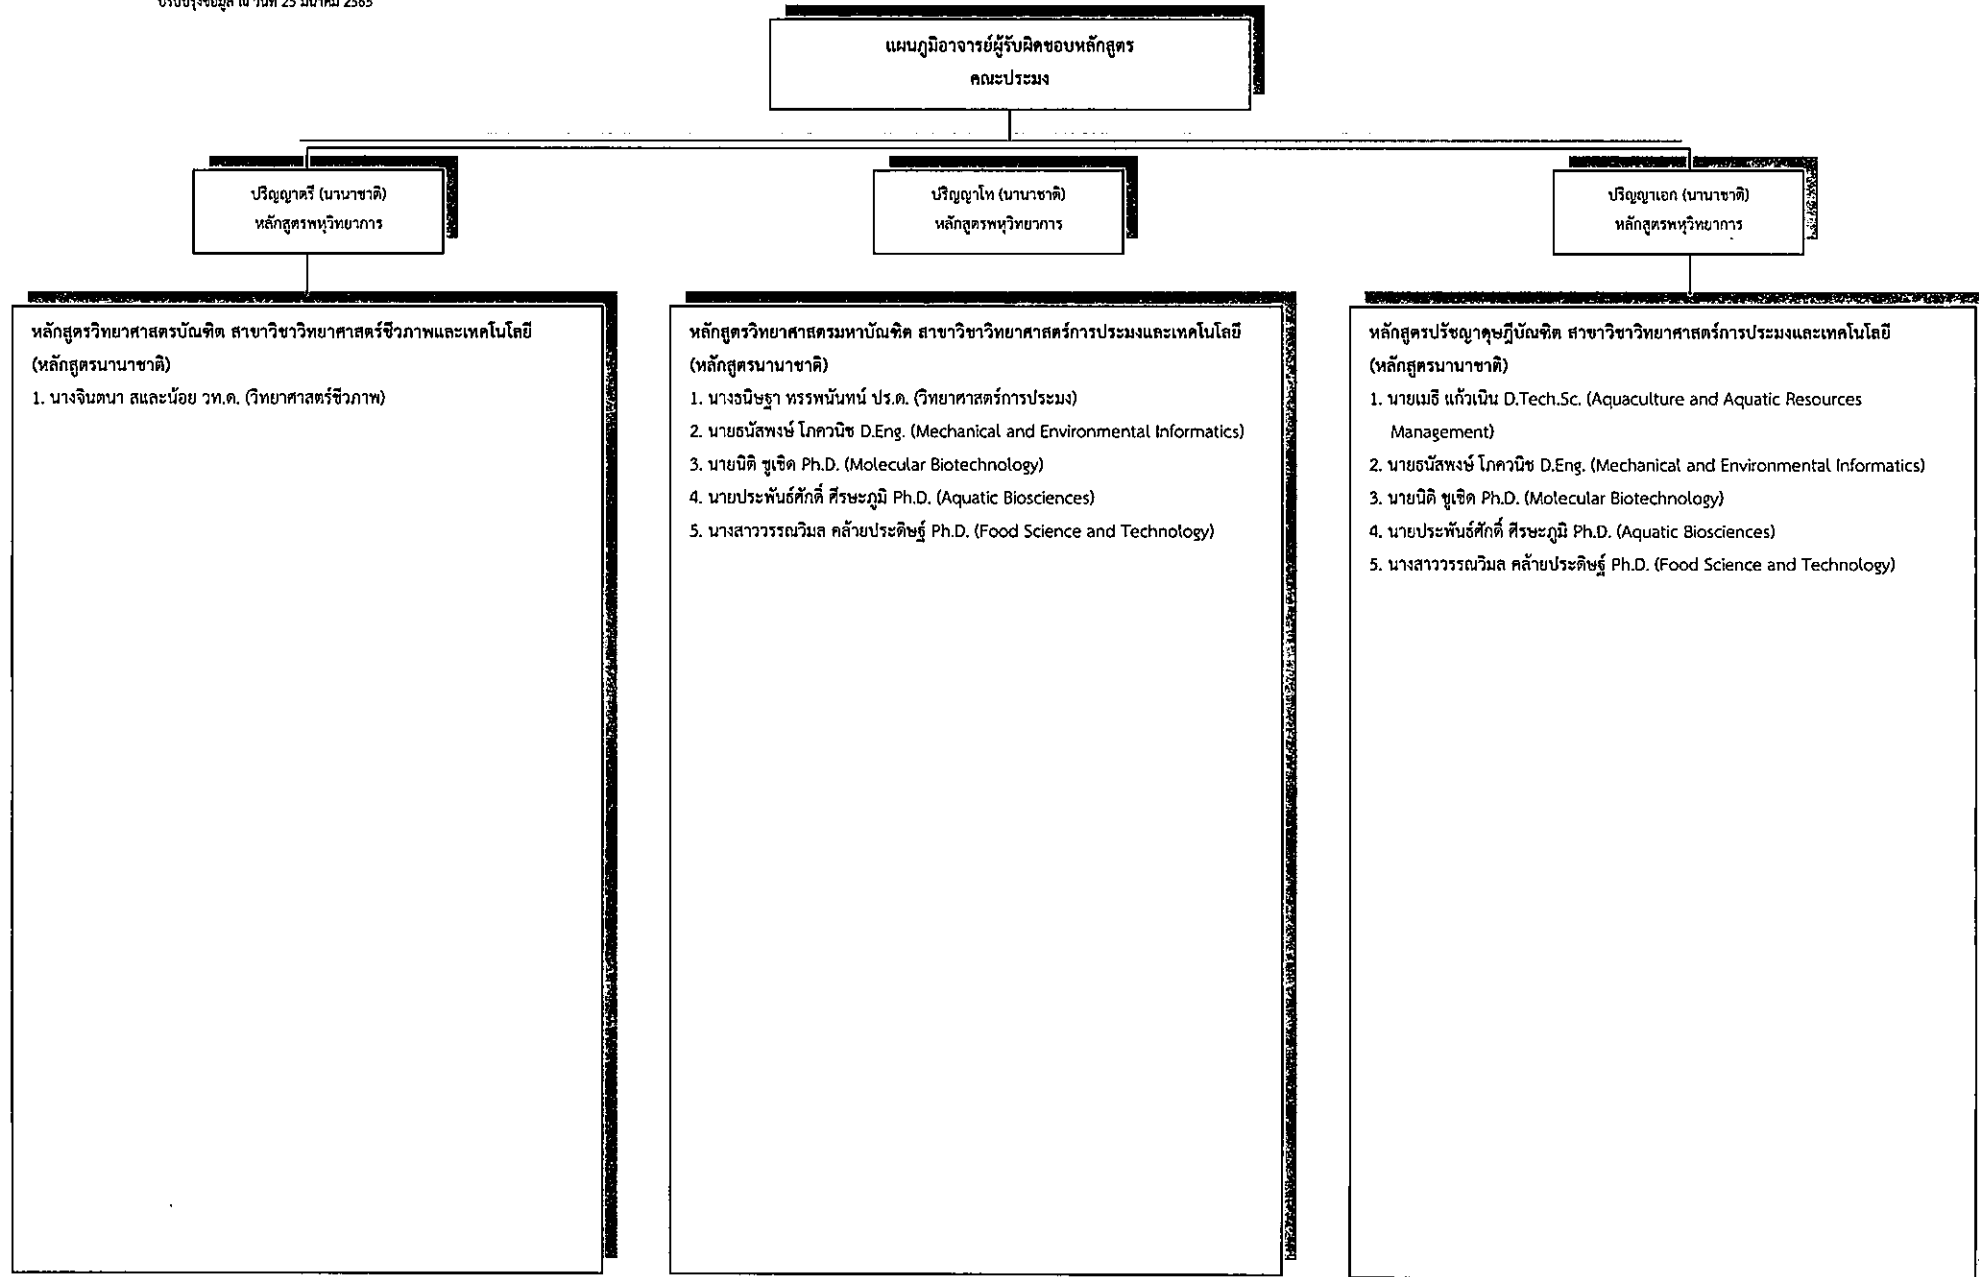 ปรับปรุงข้อมูล ณ วันที่ 25 มีนาคม 2565
แผนภูมิอาจารย์ผู้รับผิดชอบหลักสูตร
คณะประมง
ปริญญาตรี (นานาชาติ)
หลักสูตรพหุวิทยาการ
ปริญญาโท (นานาชาติ)
หลักสูตรพหุวิทยาการ
ปริญญาเอก (นานาชาติ)
หลักสูตรพหุวิทยาการ
หลักสูตรวิทยาศาสตรบัณฑิต สาขาวิชาวิทยาศาสตร์ชีวภาพและเทคโนโลยี
(หลักสูตรนานาชาติ)
1. นางจินตนา สและน้อย วท.ด. (วิทยาศาสตร์ชีวภาพ)
หลักสูตรวิทยาศาสตรมหาบัณฑิต สาขาวิชาวิทยาศาสตร์การประมงและเทคโนโลยี
(หลักสูตรนานาชาติ)
1. นางธนิษฐา ทรรพนันทน์ ปร.ด. (วิทยาศาสตร์การประมง)
2. นายธนัสพงษ์ โภควนิช D.Eng. (Mechanical and Environmental Informatics)
3. นายนิติ ชูเชิด Ph.D. (Molecular Biotechnology)
4. นายประพันธ์ศักดิ์ ศีรษะภูมิ Ph.D. (Aquatic Biosciences)
5. นางสาววรรณวิมล คล้ายประดิษฐ์ Ph.D. (Food Science and Technology)
หลักสูตรปรัชญาดุษฎีบัณฑิต สาขาวิชาวิทยาศาสตร์การประมงและเทคโนโลยี
(หลักสูตรนานาชาติ)
1. นายเมธี แก้วเนิน D.Tech.Sc. (Aquaculture and Aquatic Resources
Management)
2. นายธนัสพงษ์ โภควนิช D.Eng. (Mechanical and Environmental Informatics)
3. นายนิติ ชูเชิด Ph.D. (Molecular Biotechnology)
4. นายประพันธ์ศักดิ์ ศีรษะภูมิ Ph.D. (Aquatic Biosciences)
5. นางสาววรรณวิมล คล้ายประดิษฐ์ Ph.D. (Food Science and Technology)